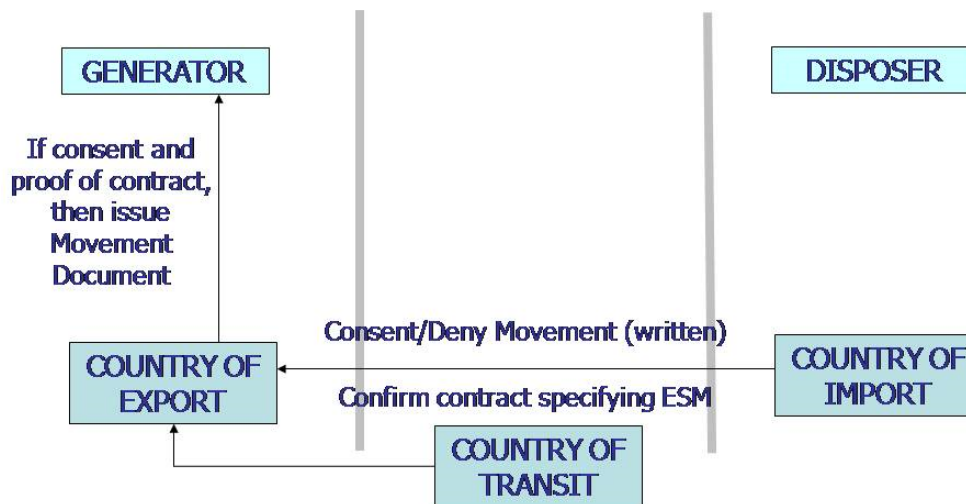 GENERATOR
DISPOSER
If consent and
proof of contract,
then issue
Movement
Document
Consent/Deny Movement (written)
COUNTRY OF
EXPORT
COUNTRY OF
IMPORT
Confirm contract specifying ESM
COUNTRY OF
TRANSIT